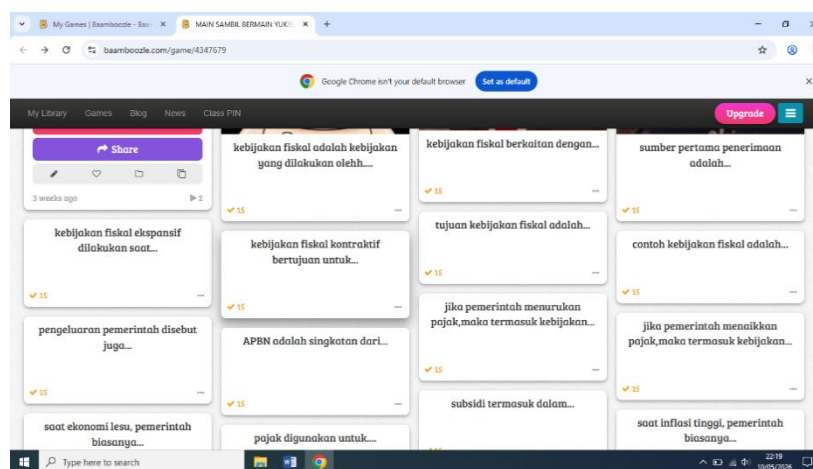 My Games | Baamboozle - Baam
MAIN SAMBIL BERMAIN YUK!!
baamboozle.com/game/4347679
Google Chrome isn't your default browser
Set as default
My Library
Games
Blog
News
Class PIN
Upgrade
Share
3 weeks ago
2
kebijakan fiskal ekspansif
dilakukan saat...
15
pengeluaran pemerintah disebut
juga...
15
saat ekonomi lesu, pemerintah
biasanya...
kebijakan fiskal adalah kebijakan
yang dilakukan olehh....
15
kebijakan fiskal kontraktif
bertujuan untuk...
15
APBN adalah singkatan dari...
15
pajak digunakan untuk....
kebijakan fiskal berkaitan dengan...
15
tujuan kebijakan fiskal adalah...
15
jika pemerintah menurukan
pajak,maka termasuk kebijakan...
15
subsidi termasuk dalam...
sumber pertama penerimaan
adalah...
15
contoh kebijakan fiskal adalah...
15
jika pemerintah menaikkan
pajak,maka termasuk kebijakan...
15
saat inflasi tinggi, pemerintah
biasanya...
Type here to search
22:19
10/05/2026